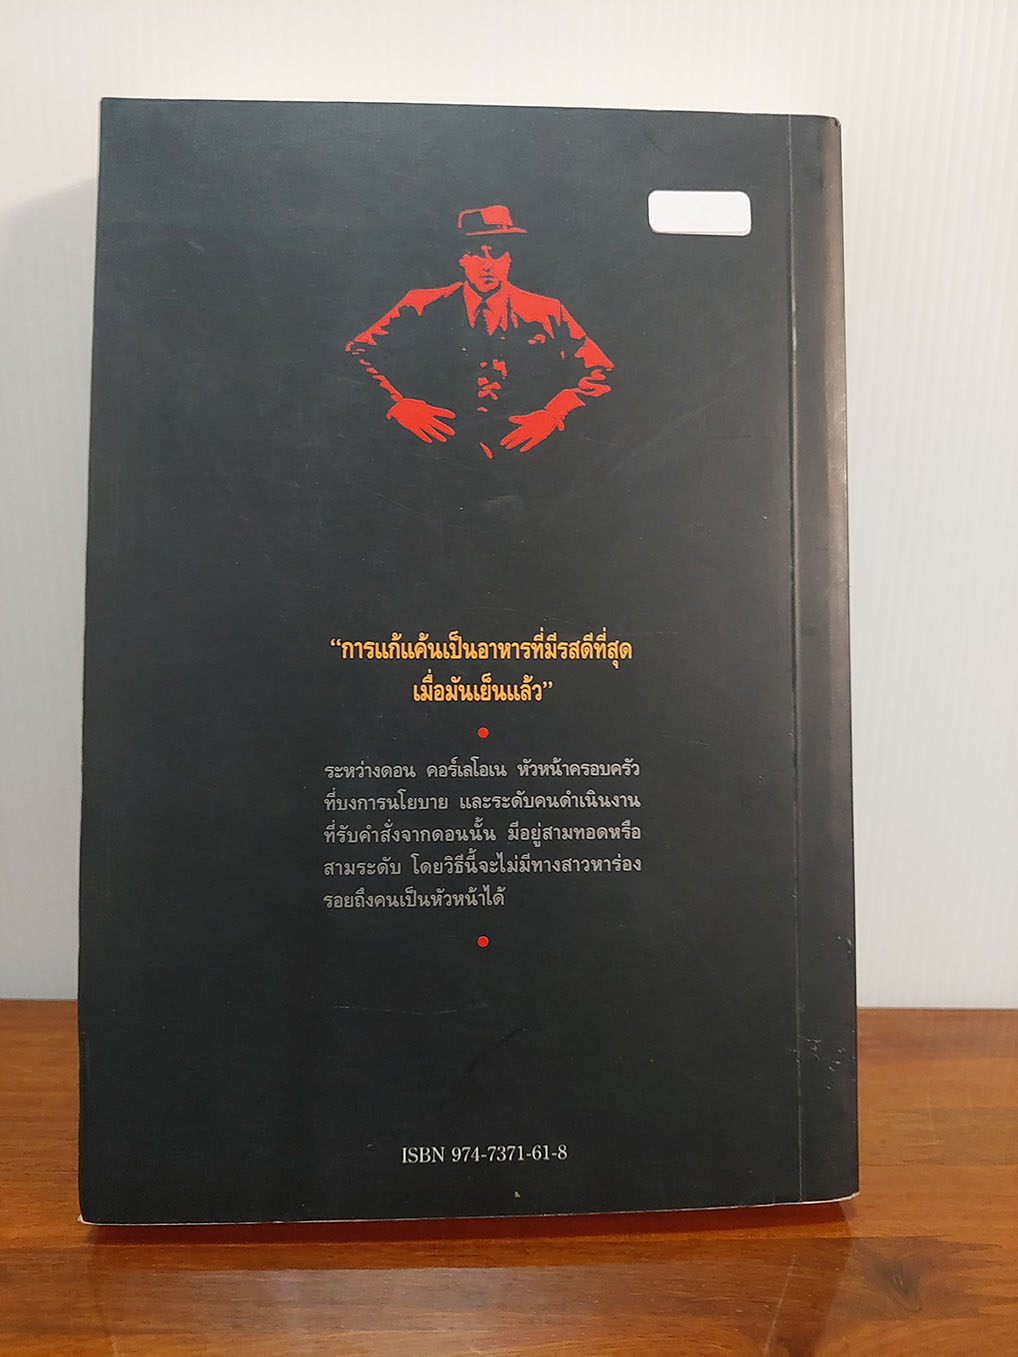 “การแก้แค้นเป็นอาหารที่มีรสดีที่สุด
เมื่อมันเย็นแล้ว”
ระหว่างดอน คอร์เลโอเน หัวหน้าครอบครัว
ที่บงการนโยบาย และระดับคนดำเนินงาน
ที่รับคำสั่งจากดอนนั้น มีอยู่สามทอดหรือ
สามระดับ โดยวิธีนี้จะไม่มีทางสาวหาร่อง
รอยถึงคนเป็นหัวหน้าได้
ISBN 974-7371-61-8